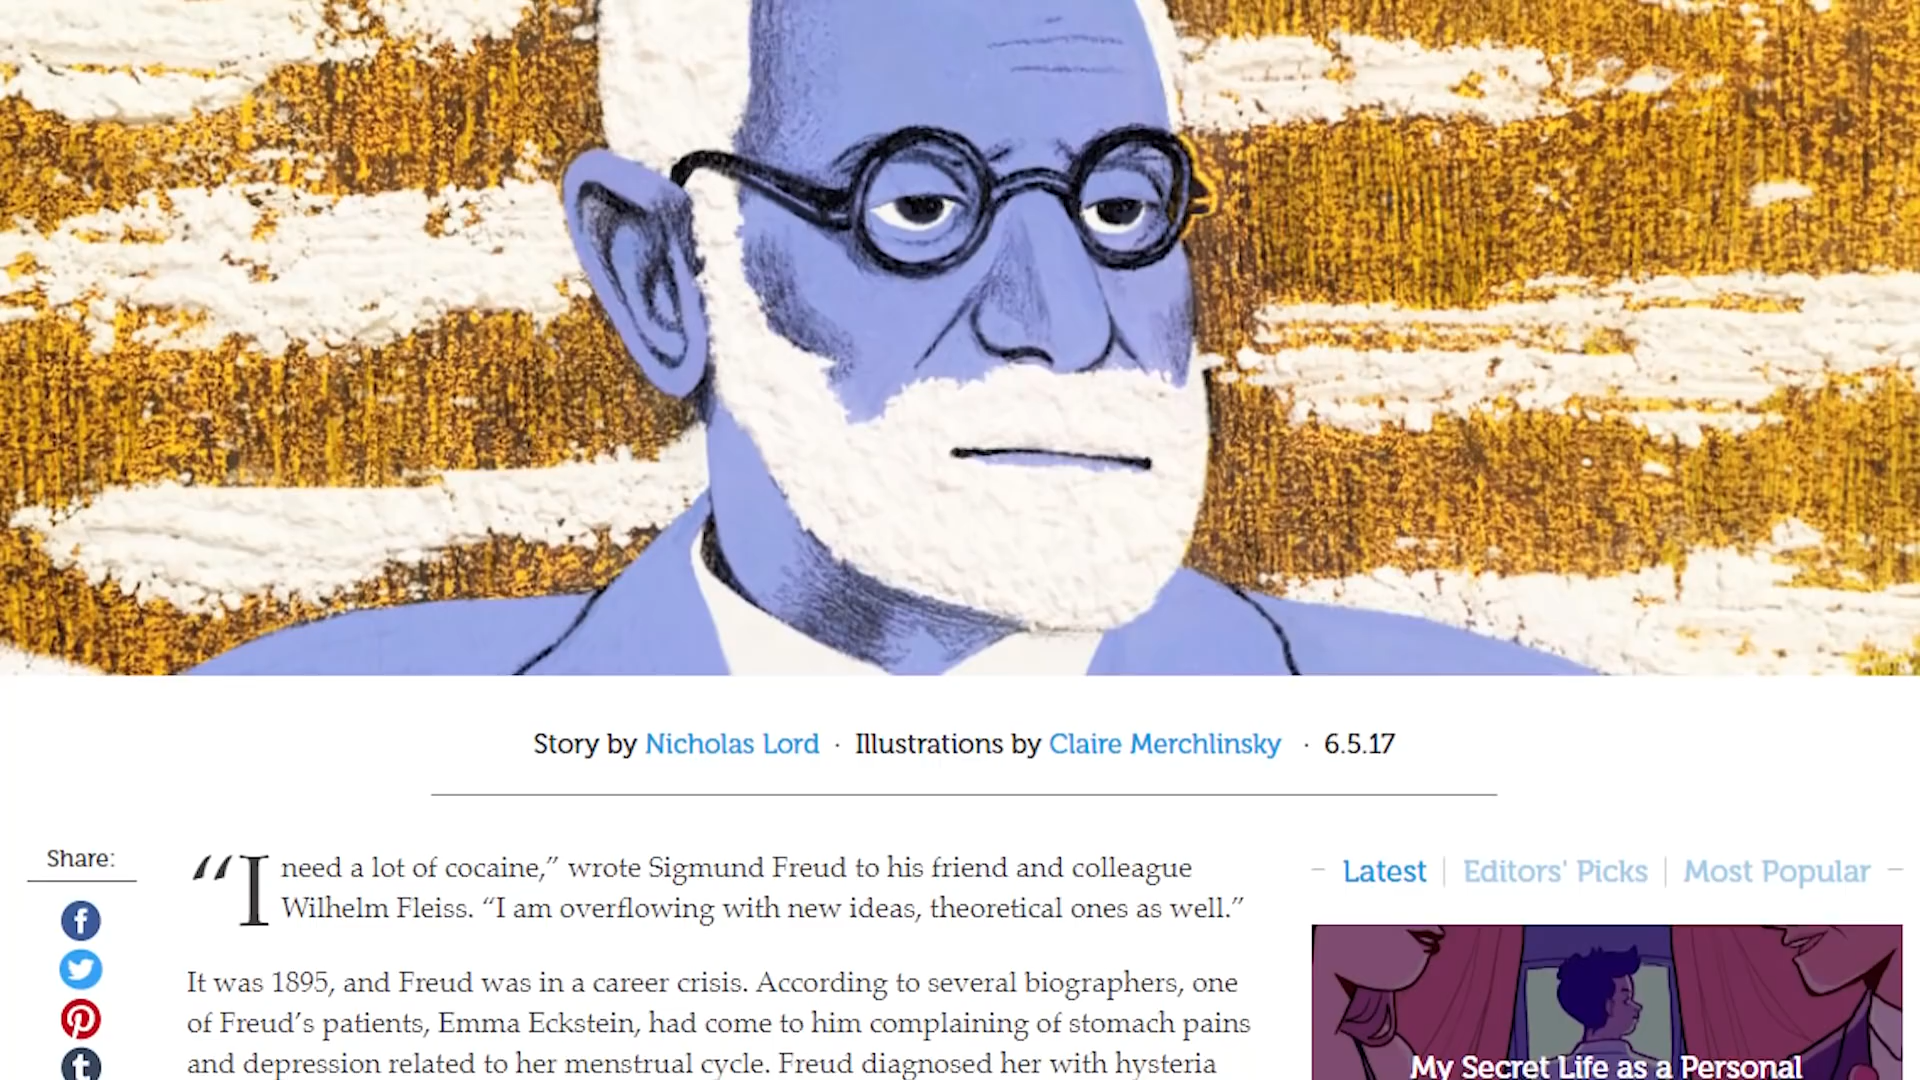 Story by Nicholas Lord · Illustrations by Claire Merchlinsky · 6.5.17
Share:
“I need a lot of cocaine,” wrote Sigmund Freud to his friend and colleague
Wilhelm Fleiss. “I am overflowing with new ideas, theoretical ones as well.”
It was 1895, and Freud was in a career crisis. According to several biographers, one
of Freud’s patients, Emma Eckstein, had come to him complaining of stomach pains
and depression related to her menstrual cycle. Freud diagnosed her with hysteria
Latest | Editors' Picks | Most Popular
My Secret Life as a Personal